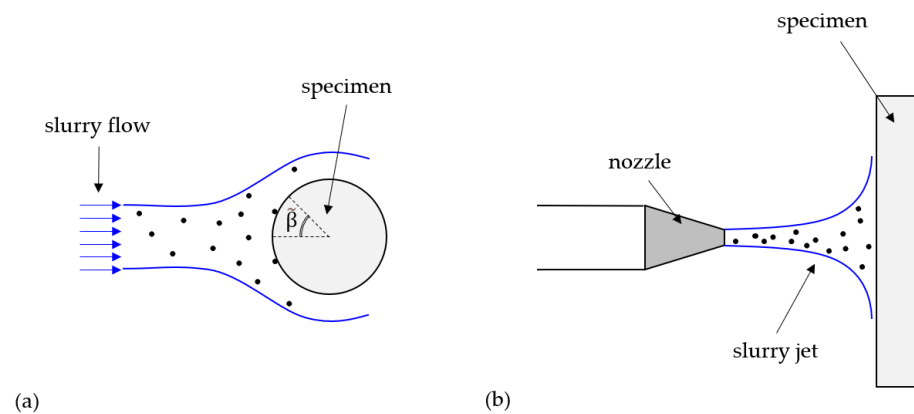 specimen
slurry flow
β̃
(a)
specimen
nozzle
slurry jet
(b)